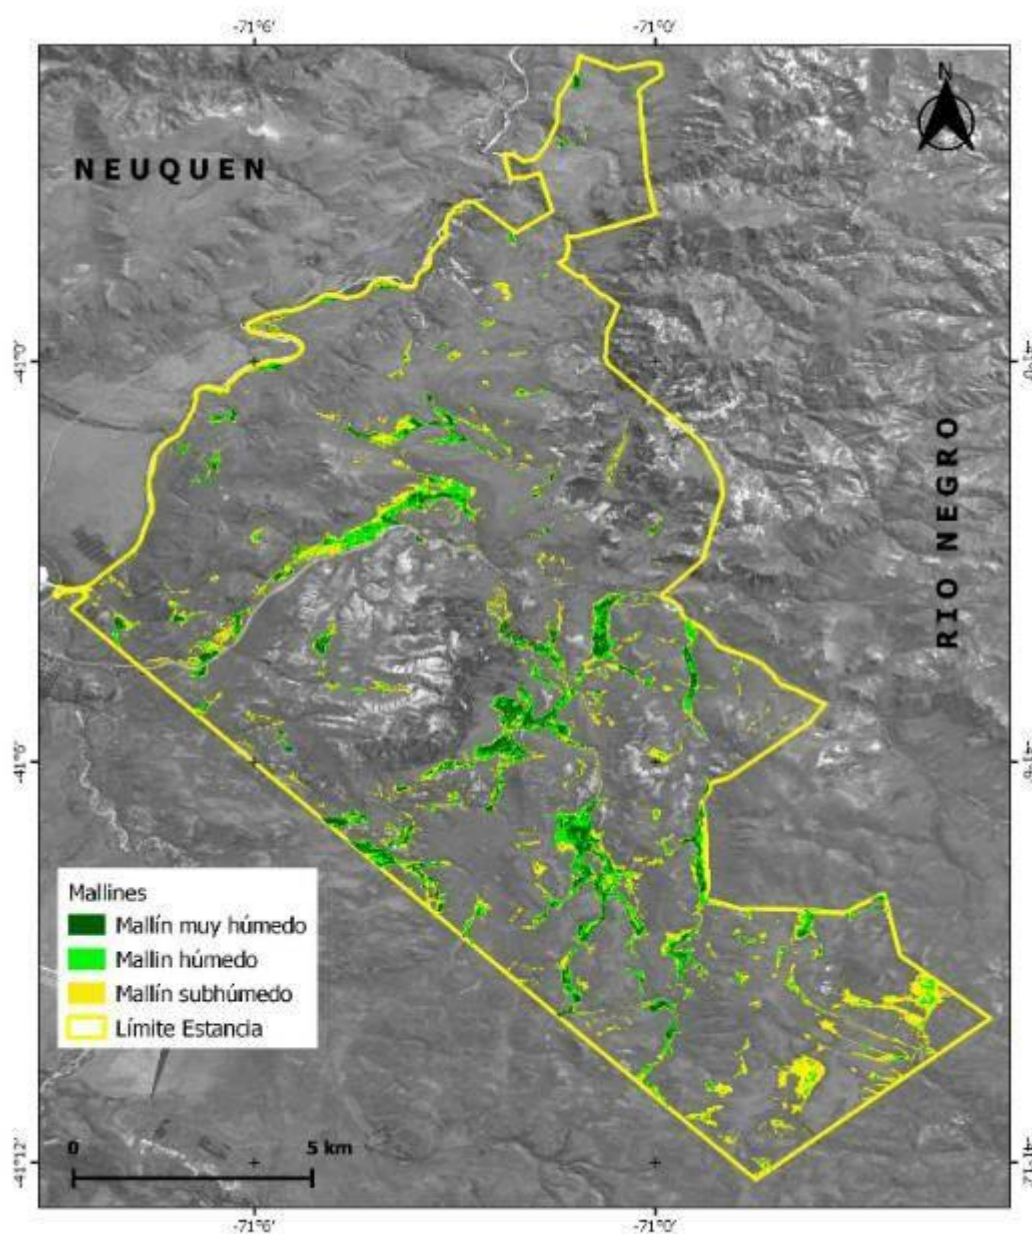 -71°6' -71°0'
N
NEUQUEN
-41°0'
RIO NEGRO
-41°6'
Mallines
Mallín muy húmedo
Mallin húmedo
Mallín subhúmedo
Límite Estancia
0 5 km
-41°12'
-71°6' -71°0'